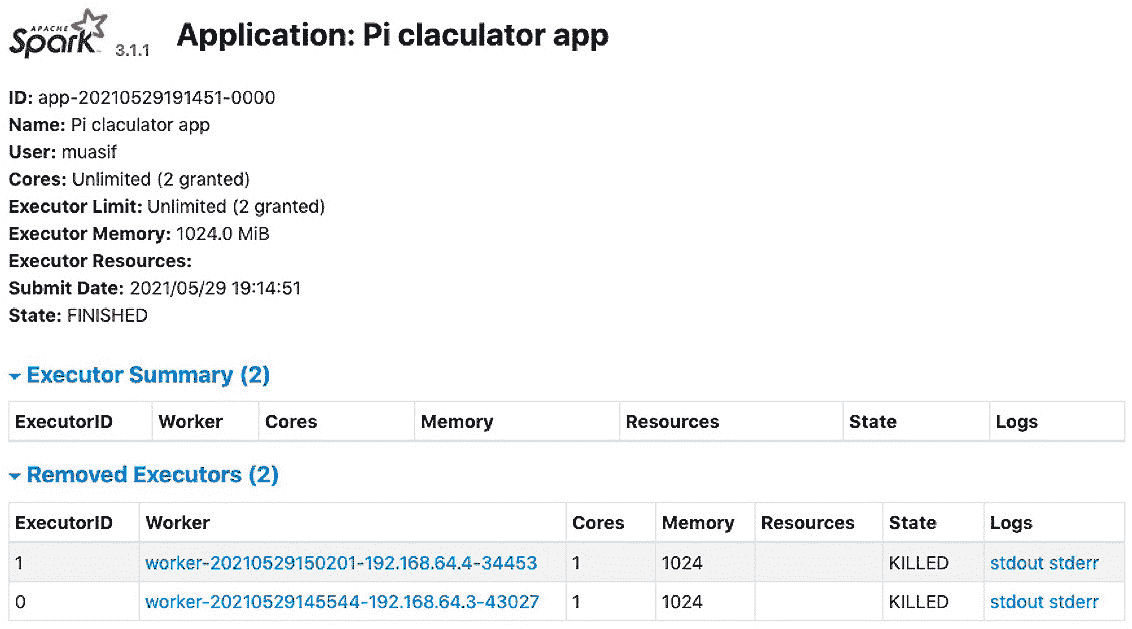 APACHE
Spark 3.1.1 Application: Pi claculator app
ID: app-20210529191451-0000
Name: Pi claculator app
User: muasif
Cores: Unlimited (2 granted)
Executor Limit: Unlimited (2 granted)
Executor Memory: 1024.0 MiB
Executor Resources:
Submit Date: 2021/05/29 19:14:51
State: FINISHED
Executor Summary (2)
ExecutorID Worker Cores Memory Resources State Logs
Removed Executors (2)
ExecutorID Worker Cores Memory Resources State Logs
1 worker-20210529150201-192.168.64.4-34453 1 1024 KILLED stdout stderr
0 worker-20210529145544-192.168.64.3-43027 1 1024 KILLED stdout stderr